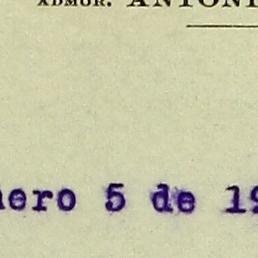 ADMOR. ANTONI
nero 5 de 19